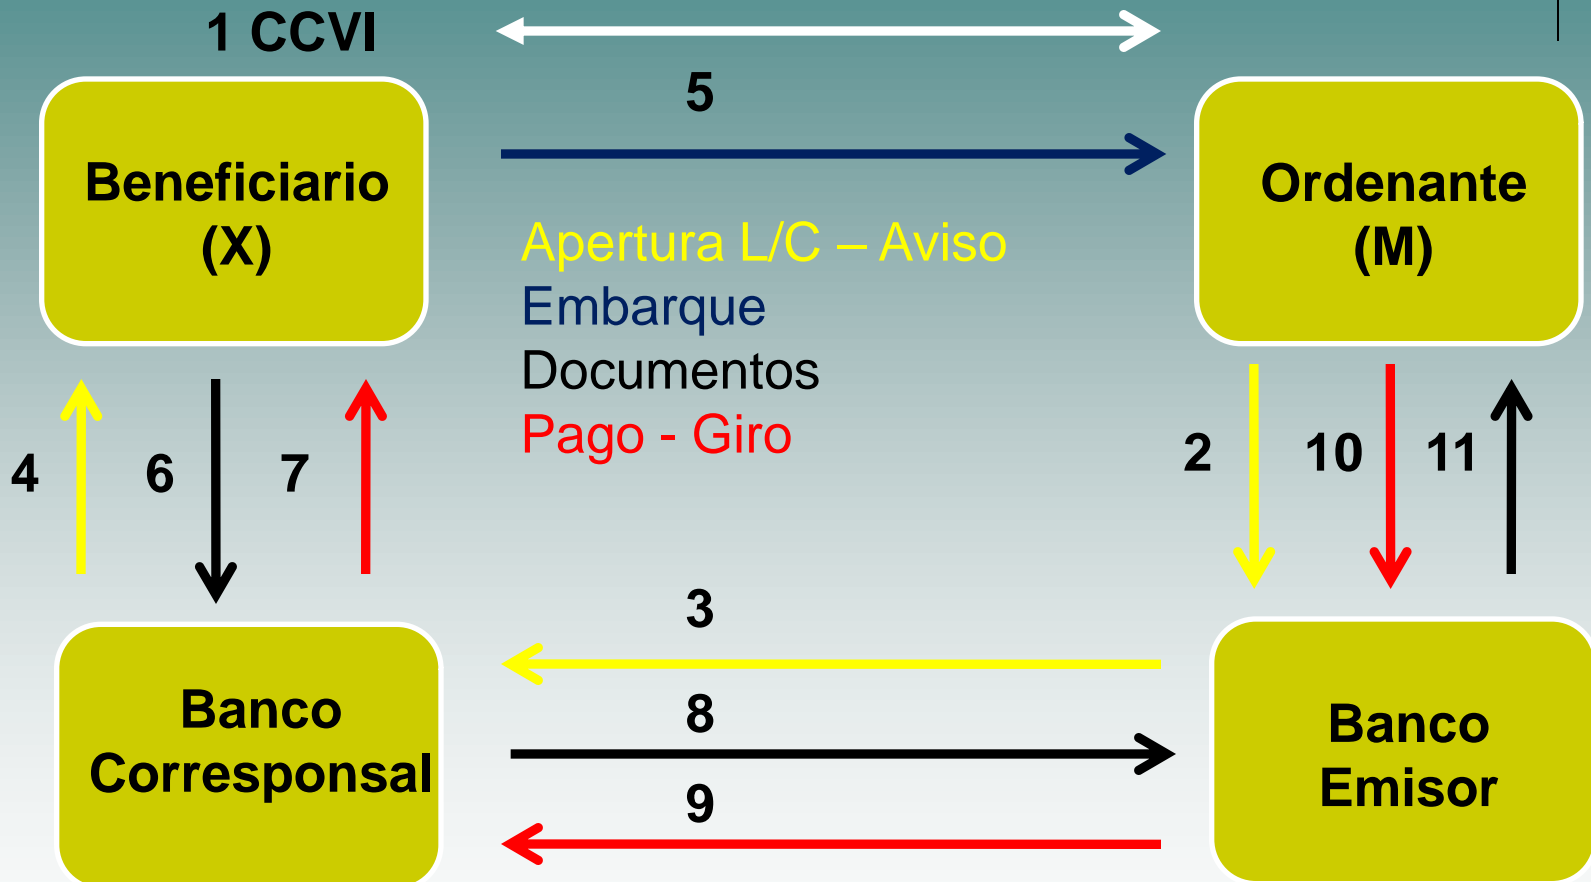 1 CCVI
5
Beneficiario
(X)
Ordenante
(M)
Apertura L/C – Aviso
Embarque
Documentos
Pago - Giro
4
6
7
2
10
11
3
8
9
Banco
Corresponsal
Banco
Emisor